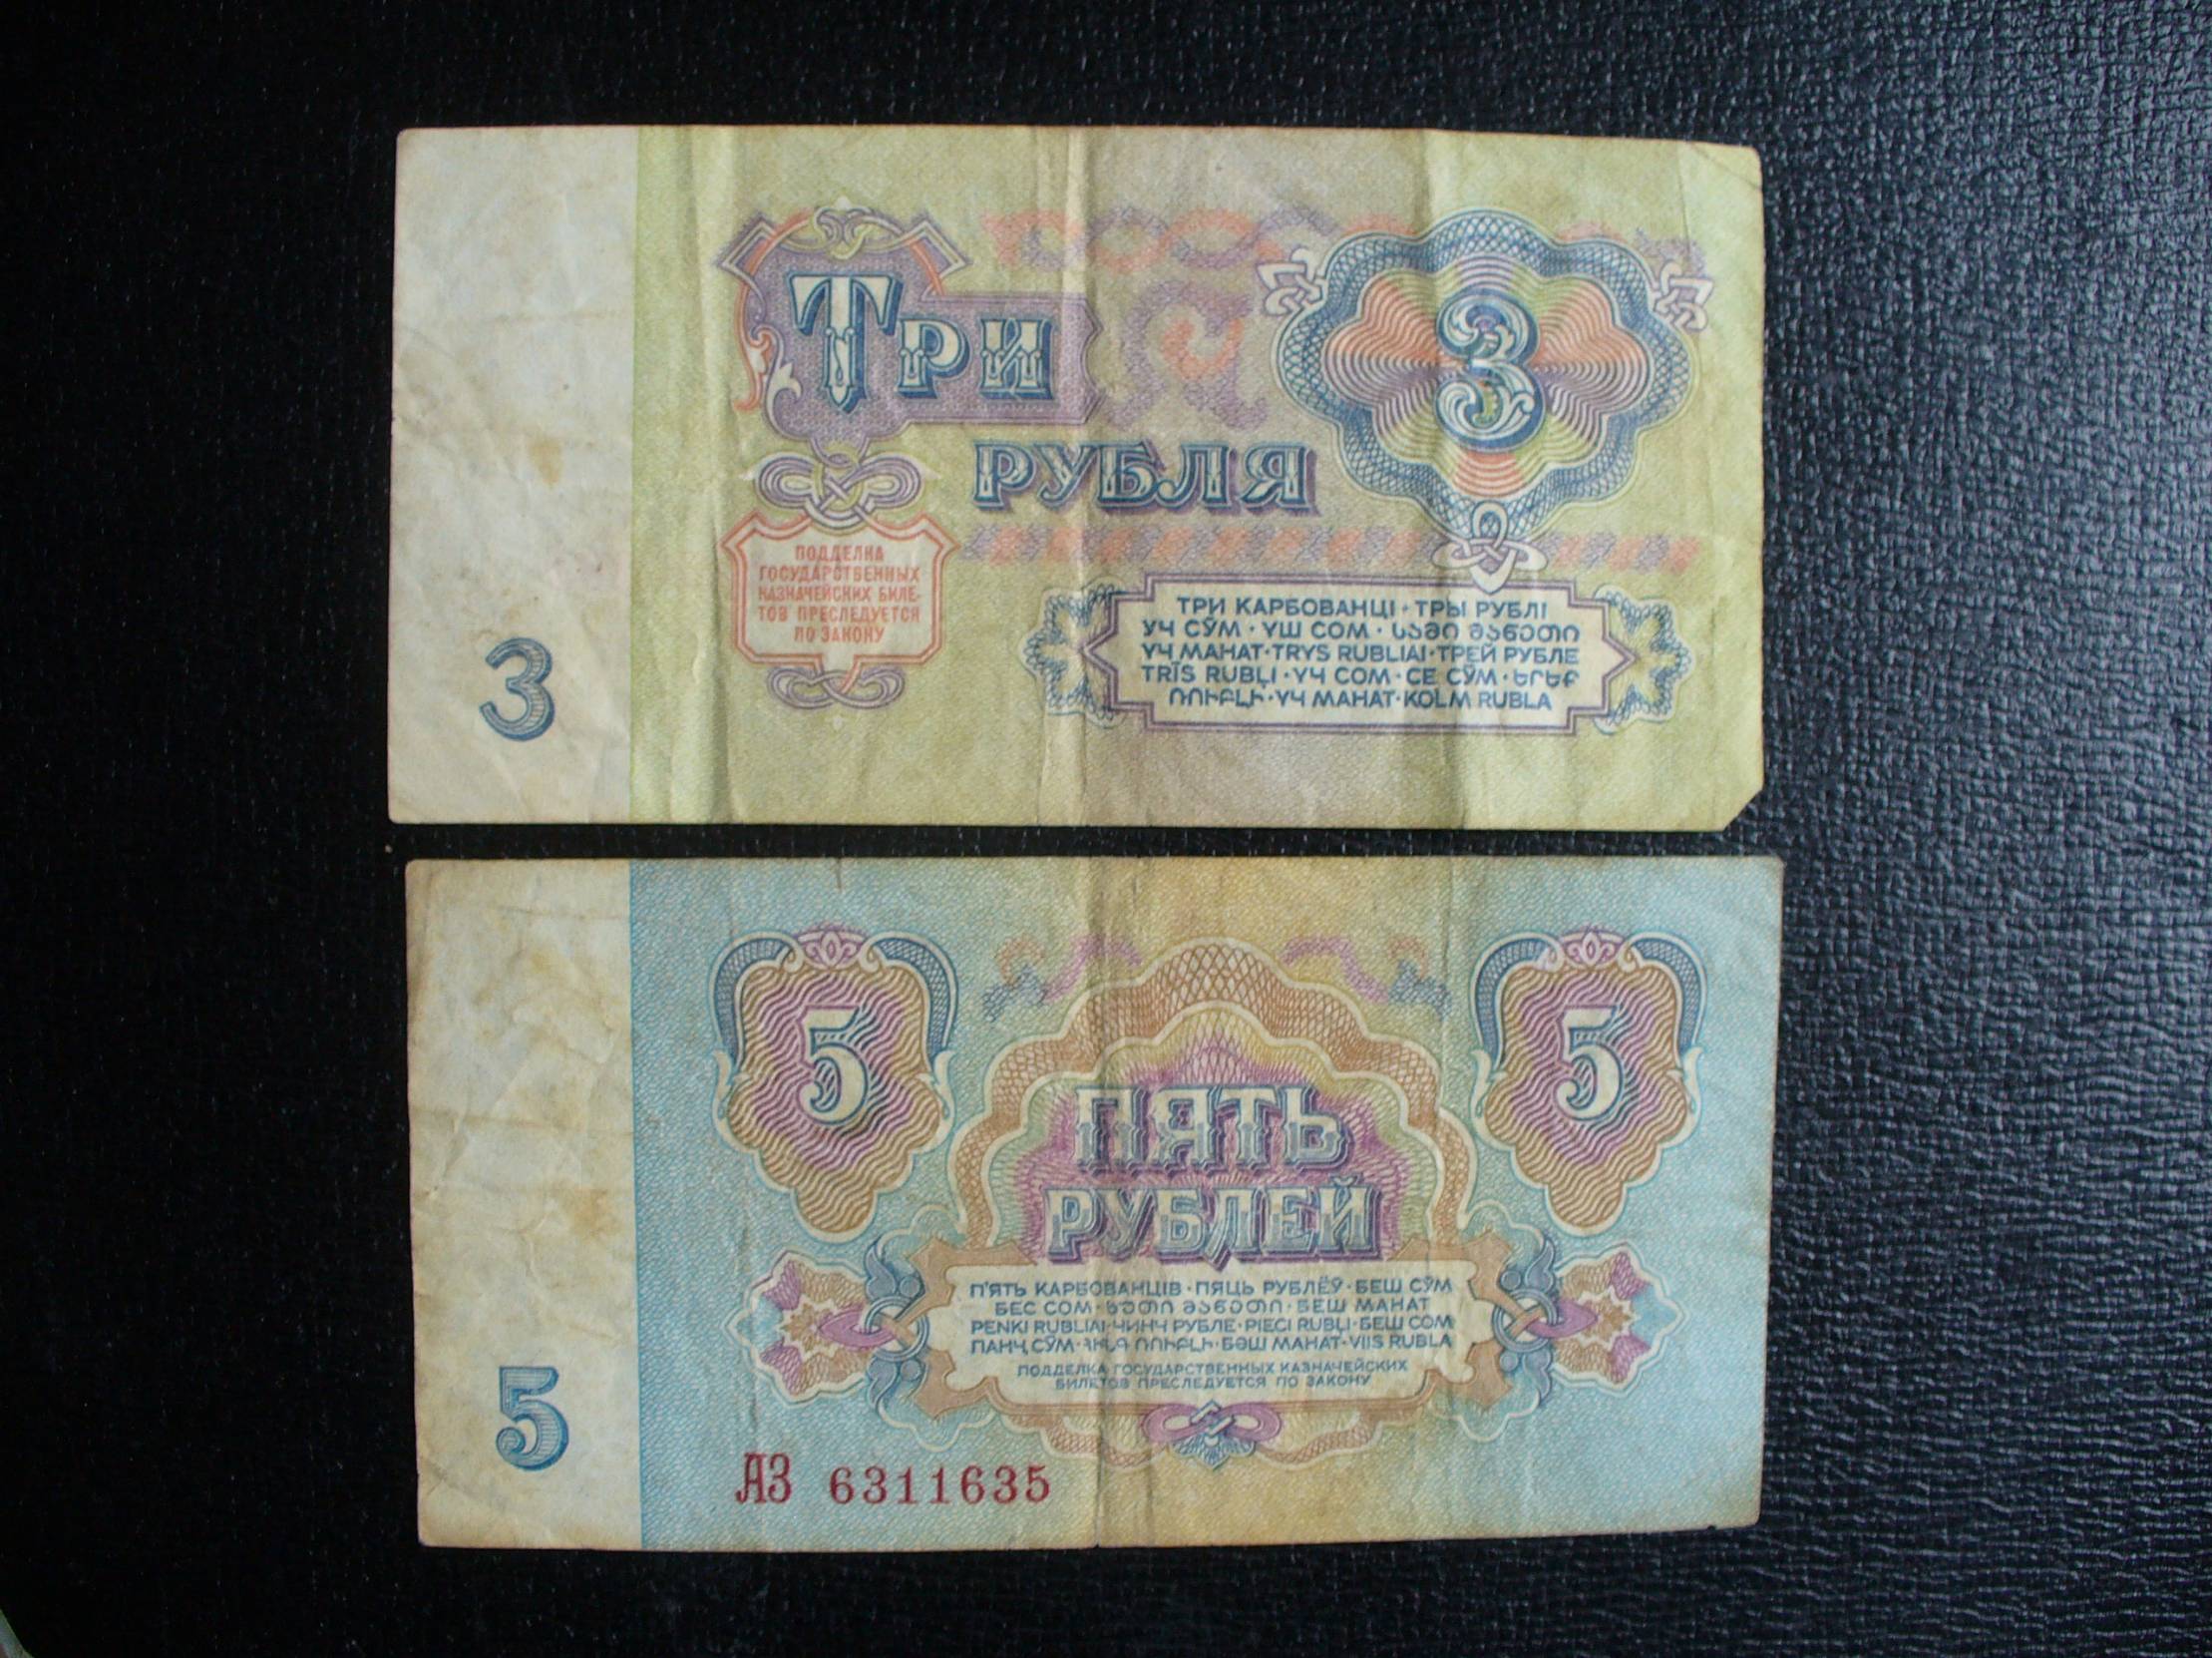 Три
3
РУБЛЯ
ПОДДЕЛКА
ГОСУДАРСТВЕННЫХ
КАЗНАЧЕЙСКИХ БИЛЕ-
ТОВ ПРЕСЛЕДУЕТСЯ
ПО ЗАКОНУ
ТРИ КАРБОВАНЦІ · ТРЫ РУБЛІ
УЧ СЎМ · ҮШ СОМ · ᲡᲐᲛᲘ ᲛᲐᲜᲔᲗᲘ
ҮЧ МАНАТ · TRYS RUBLIAI · ТРЕЙ РУБЛЕ
TRĪS RUBĻI · ҮЧ СОМ · СЕ СӮМ · ԵՐԵՔ
ՌՈՒԲԼԻ · ҮЧ МАНАТ · KOLM RUBLA
3
5
5
ПЯТЬ
РУБЛЕЙ
П'ЯТЬ КАРБОВАНЦІВ · ПЯЦЬ РУБЛЁЎ · БЕШ СЎМ
БЕС СОМ · ᲮᲣᲗᲘ ᲛᲐᲜᲔᲗᲘ · БЕШ МАНАТ
PENKI RUBLIAI · ЧИНЧ РУБЛЕ · PIECI RUBĻI · БЕШ СОМ
ПАНҶ СӮМ · ՀԻՆԳ ՌՈՒԲԼԻ · БӘШ МАНАТ · VIIS RUBLA
ПОДДЕЛКА ГОСУДАРСТВЕННЫХ КАЗНАЧЕЙСКИХ
БИЛЕТОВ ПРЕСЛЕДУЕТСЯ ПО ЗАКОНУ
5
АЗ 6311635